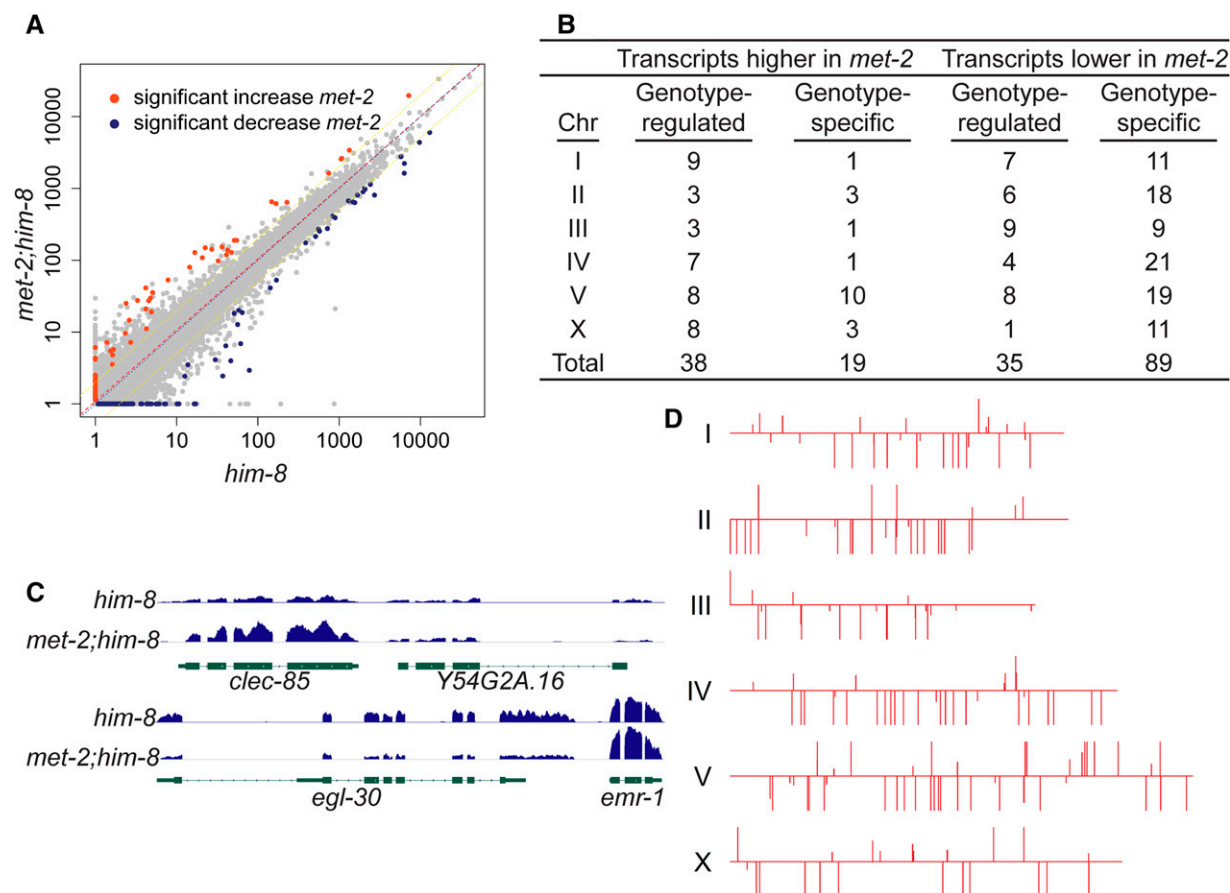 A
significant increase met-2
significant decrease met-2
met-2;him-8
10000
1000
100
10
1
1 10 100 1000 10000
him-8
B
Transcripts higher in met-2 Transcripts lower in met-2
Genotype- Genotype- Genotype- Genotype-
Chr regulated specific regulated specific
I 9 1 7 11
II 3 3 6 18
III 3 1 9 9
IV 7 1 4 21
V 8 10 8 19
X 8 3 1 11
Total 38 19 35 89
C
him-8
met-2;him-8
clec-85 Y54G2A.16
him-8
met-2;him-8
egl-30 emr-1
D
I
II
III
IV
V
X